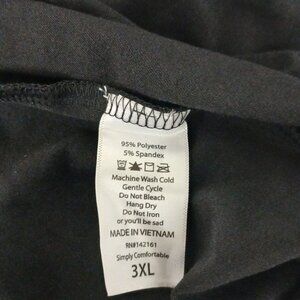 95% Polyester
5% Spandex
Machine Wash Cold
Gentle Cycle
Do Not Bleach
Hang Dry
Do Not Iron
or you'll be sad
MADE IN VIETNAM
RN#142161
Simply Comfortable
3XL